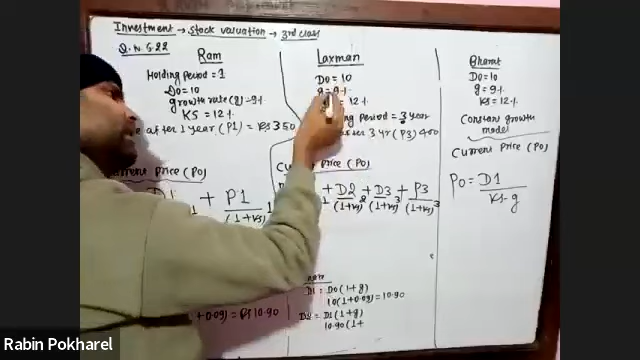 Investment → Stock valuation → 3rd class
Q.N.5.22
Ram
Holding Period = 1
D0 = 10
growth rate (g) = 9%
KS = 12%
after 1 year (P1) = Rs 350
Current Price (P0)
D1 + P1
(1+KS)
+ 0.09) = Rs 10.90
Laxman
D0 = 10
g = 9%
= 12%
Period = 3 year
after 3 yr (P3) 400
Current Price (P0)
+ D2 + D3 + P3
(1+KS)2 (1+KS)3 (1+KS)3
D1 = D0 (1+g)
10 (1+0.09) = 10.90
D2 = D1 (1+g)
10.90 (1+
Bharat
D0 = 10
g = 9%
KS = 12%
Constant growth
model
Current Price (P0)
P0 = D1
KS-g
Rabin Pokharel